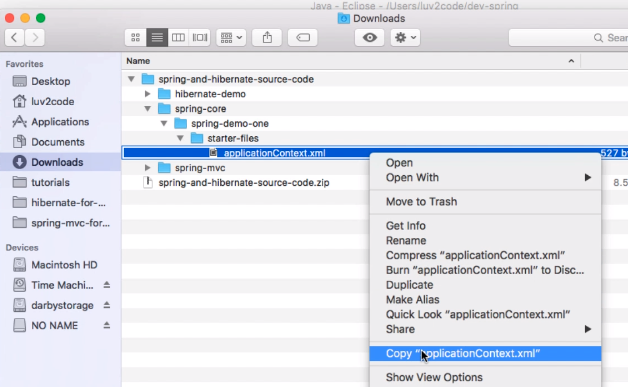 Java - Eclipse - /Users/luv2code/dev-spring
Downloads
Sear
Favorites
Desktop
luv2code
Applications
Documents
Downloads
tutorials
hibernate-for-...
spring-mvc-for...
Devices
Macintosh HD
Time Machi...
darbystorage
NO NAME
Name
spring-and-hibernate-source-code
hibernate-demo
spring-core
spring-demo-one
starter-files
applicationContext.xml
527 by
spring-mvc
spring-and-hibernate-source-code.zip
8.5
Open
Open With
Move to Trash
Get Info
Rename
Compress “applicationContext.xml”
Burn “applicationContext.xml” to Disc...
Duplicate
Make Alias
Quick Look “applicationContext.xml”
Share
Copy “applicationContext.xml”
Show View Options